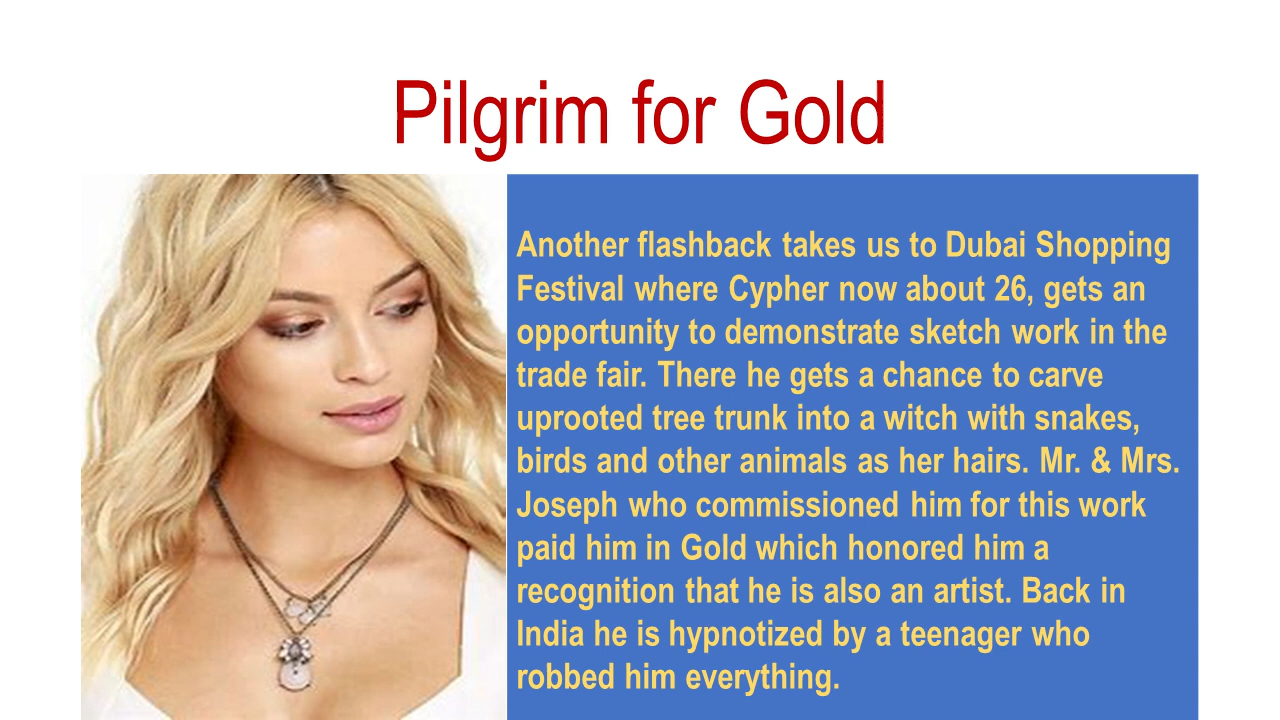 Pilgrim for Gold
Another flashback takes us to Dubai Shopping
Festival where Cypher now about 26, gets an
opportunity to demonstrate sketch work in the
trade fair. There he gets a chance to carve
uprooted tree trunk into a witch with snakes,
birds and other animals as her hairs. Mr. & Mrs.
Joseph who commissioned him for this work
paid him in Gold which honored him a
recognition that he is also an artist. Back in
India he is hypnotized by a teenager who
robbed him everything.